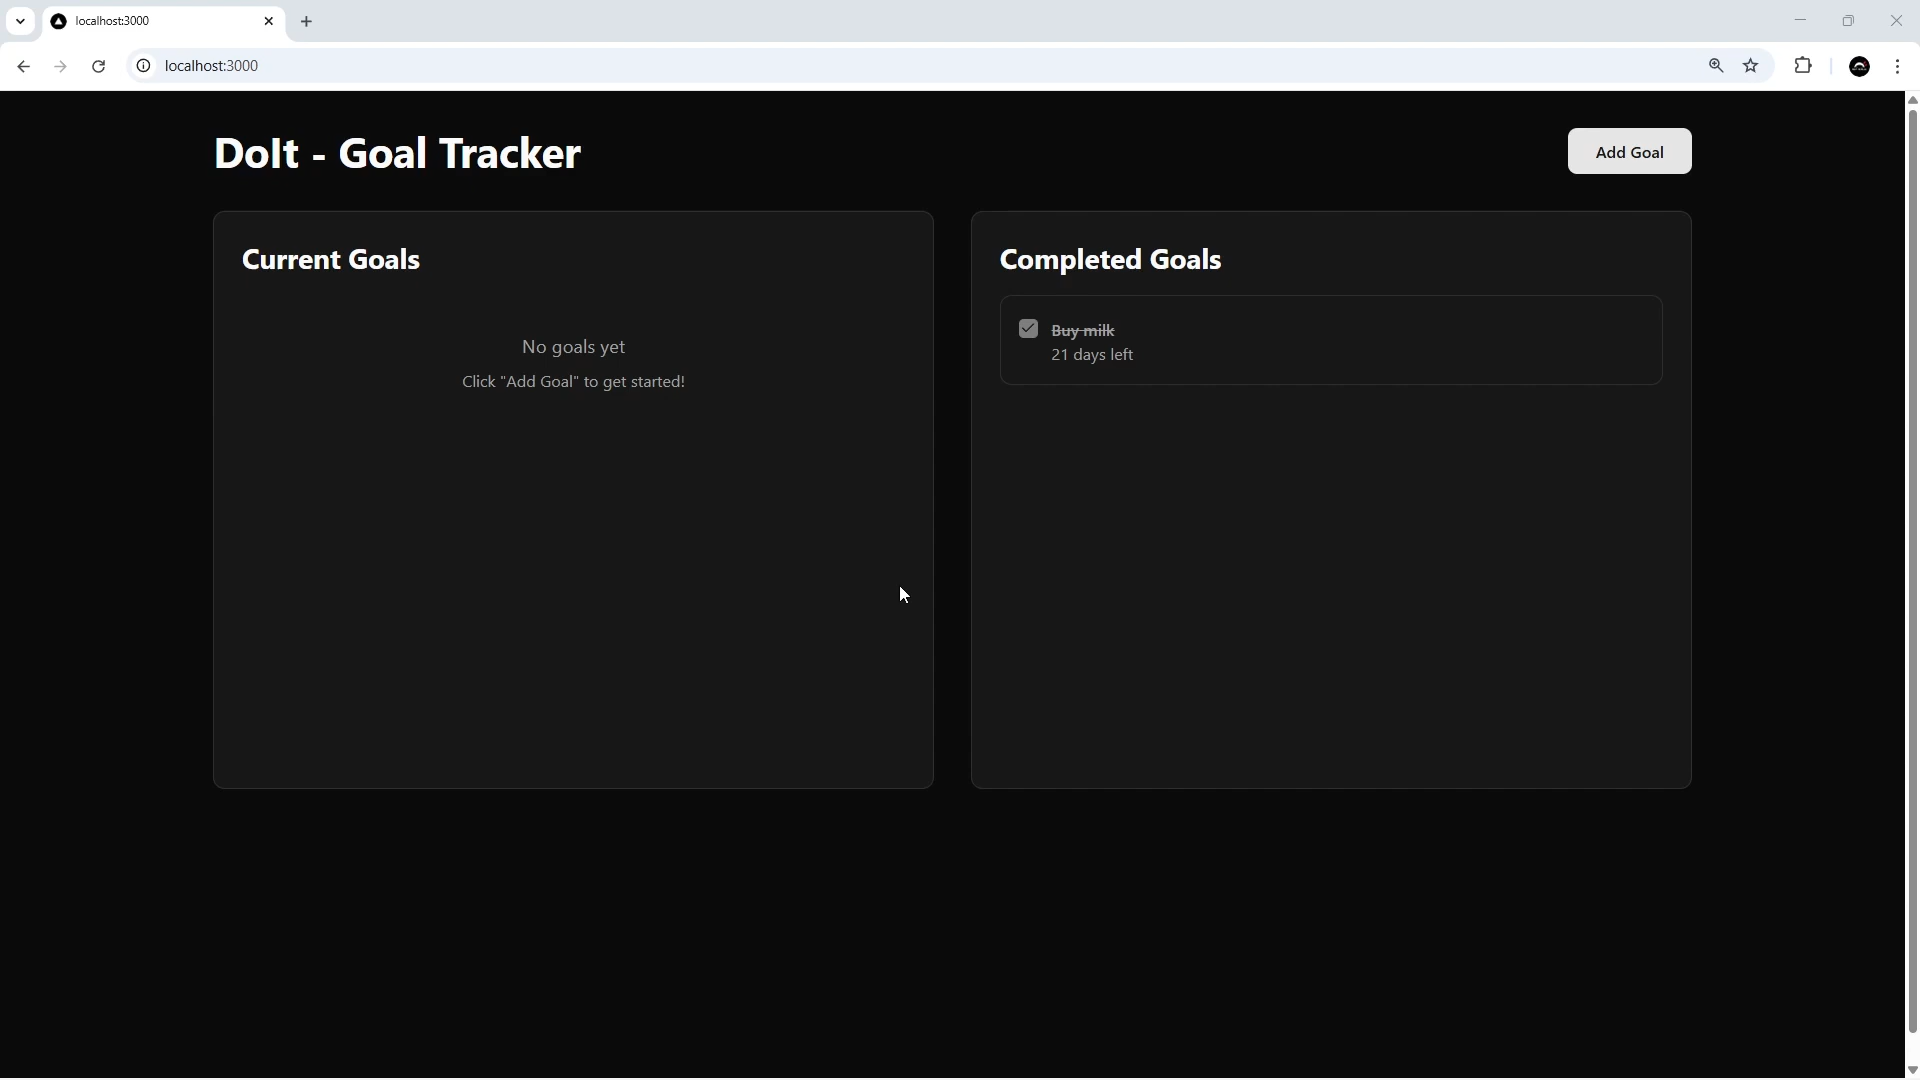 localhost:3000
localhost:3000
DoIt - Goal Tracker
Add Goal
Current Goals
No goals yet
Click "Add Goal" to get started!
Completed Goals
Buy milk
21 days left